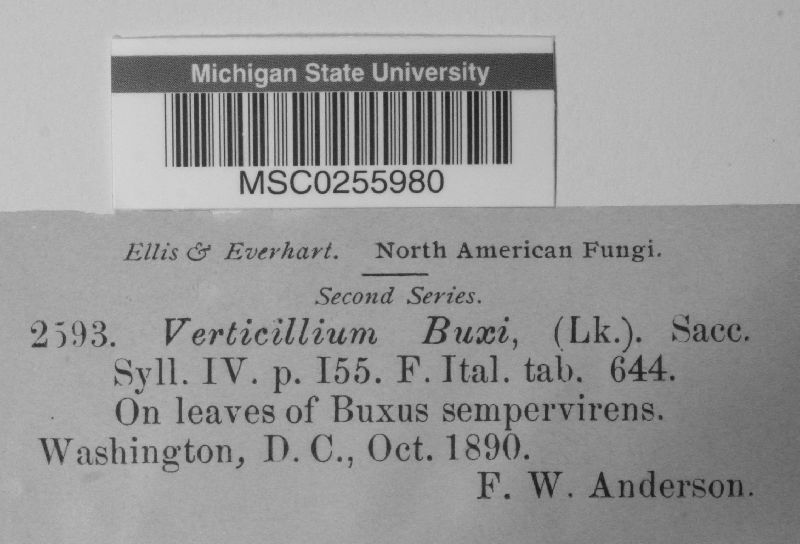 Michigan State University
MSC0255980
Ellis & Everhart. North American Fungi.
Second Series.
2593. Verticillium Buxi, (Lk.). Sacc.
Syll. IV. p. I55. F. Ital. tab. 644.
On leaves of Buxus sempervirens.
Washington, D. C., Oct. 1890.
F. W. Anderson.